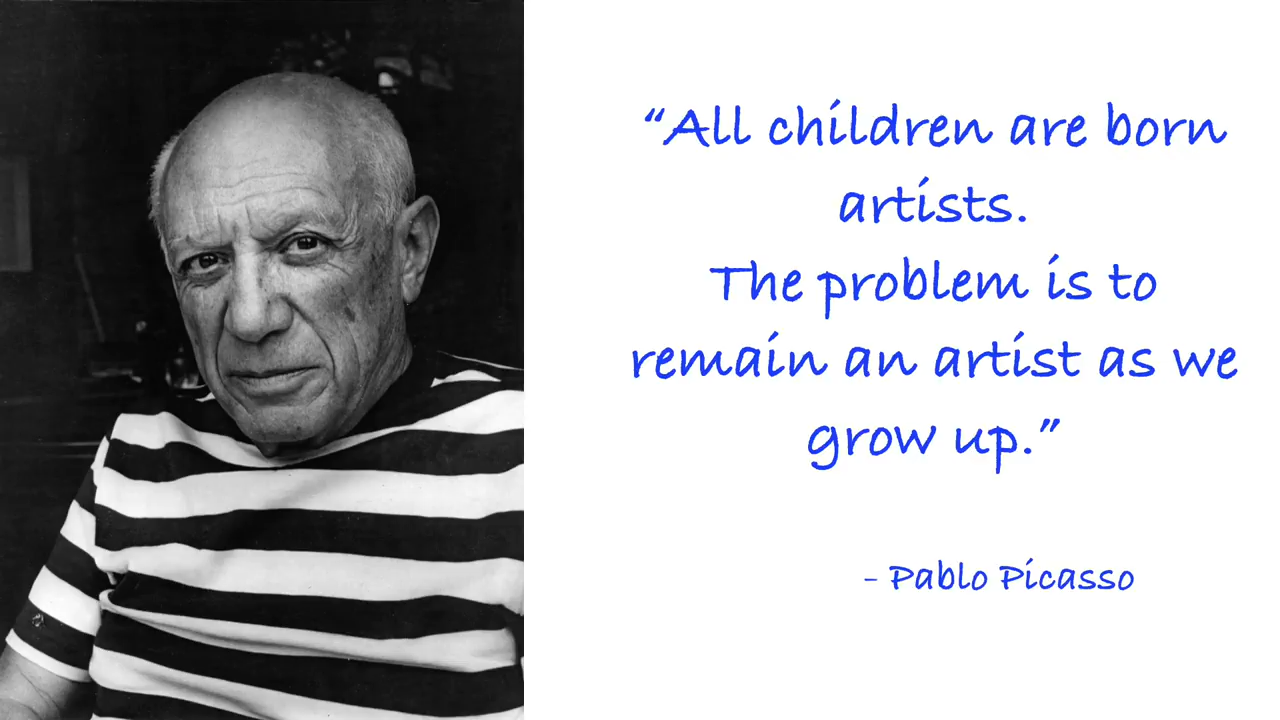 “All children are born
artists.
The problem is to
remain an artist as we
grow up.”
- Pablo Picasso